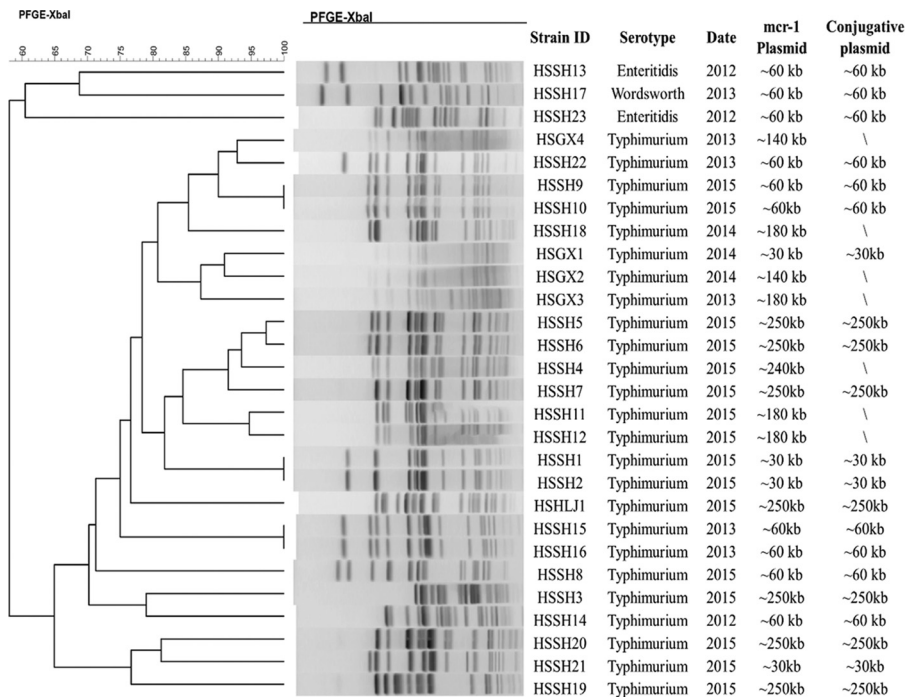 PFGE-XbaI
PFGE-XbaI
60 65 70 75 80 85 90 95 100
Strain ID Serotype Date mcr-1 Plasmid Conjugative plasmid
HSSH13 Enteritidis 2012 ~60 kb ~60 kb
HSSH17 Wordsworth 2013 ~60 kb ~60 kb
HSSH23 Enteritidis 2012 ~60 kb ~60 kb
HSGX4 Typhimurium 2013 ~140 kb \
HSSH22 Typhimurium 2013 ~60 kb ~60 kb
HSSH9 Typhimurium 2015 ~60 kb ~60 kb
HSSH10 Typhimurium 2015 ~60kb ~60 kb
HSSH18 Typhimurium 2014 ~180 kb \
HSGX1 Typhimurium 2014 ~30 kb ~30kb
HSGX2 Typhimurium 2014 ~140 kb \
HSGX3 Typhimurium 2013 ~180 kb \
HSSH5 Typhimurium 2015 ~250kb ~250kb
HSSH6 Typhimurium 2015 ~250kb ~250kb
HSSH4 Typhimurium 2015 ~240kb \
HSSH7 Typhimurium 2015 ~250kb ~250kb
HSSH11 Typhimurium 2015 ~180 kb \
HSSH12 Typhimurium 2015 ~180 kb \
HSSH1 Typhimurium 2015 ~30 kb ~30 kb
HSSH2 Typhimurium 2015 ~30 kb ~30 kb
HSHLJ1 Typhimurium 2015 ~250kb ~250kb
HSSH15 Typhimurium 2013 ~60kb ~60kb
HSSH16 Typhimurium 2013 ~60 kb ~60 kb
HSSH8 Typhimurium 2015 ~60 kb ~60 kb
HSSH3 Typhimurium 2015 ~250kb ~250kb
HSSH14 Typhimurium 2012 ~60 kb ~60 kb
HSSH20 Typhimurium 2015 ~250kb ~250kb
HSSH21 Typhimurium 2015 ~30kb ~30kb
HSSH19 Typhimurium 2015 ~250kb ~250kb